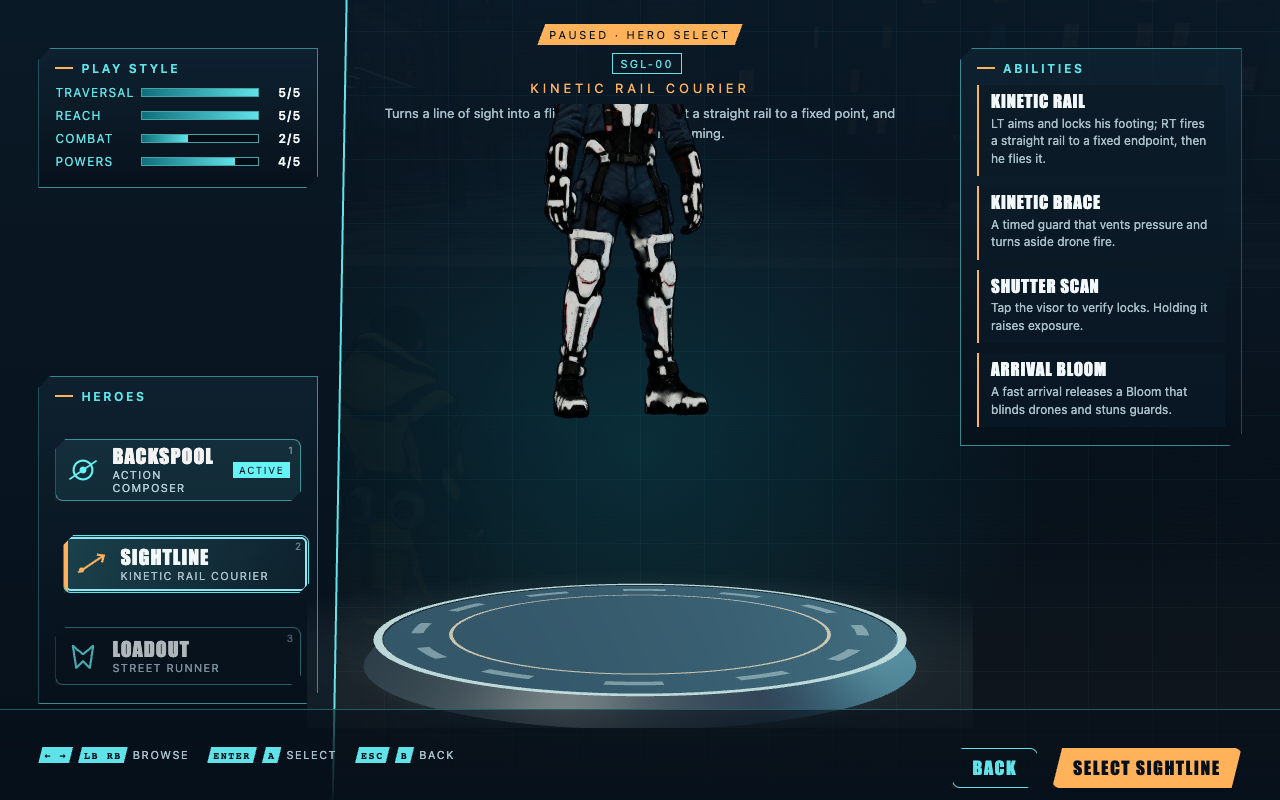 PAUSED · HERO SELECT
SGL-00
KINETIC RAIL COURIER
Turns a line of sight into a fli
t a straight rail to a fixed point, and
ming.
PLAY STYLE
TRAVERSAL 5/5
REACH 5/5
COMBAT 2/5
POWERS 4/5
HEROES
1
BACKSPOOL
ACTION
COMPOSER
ACTIVE
2
SIGHTLINE
KINETIC RAIL COURIER
3
LOADOUT
STREET RUNNER
ABILITIES
KINETIC RAIL
LT aims and locks his footing; RT fires
a straight rail to a fixed endpoint, then
he flies it.
KINETIC BRACE
A timed guard that vents pressure and
turns aside drone fire.
SHUTTER SCAN
Tap the visor to verify locks. Holding it
raises exposure.
ARRIVAL BLOOM
A fast arrival releases a Bloom that
blinds drones and stuns guards.
← → LB RB BROWSE ENTER A SELECT ESC B BACK
BACK
SELECT SIGHTLINE